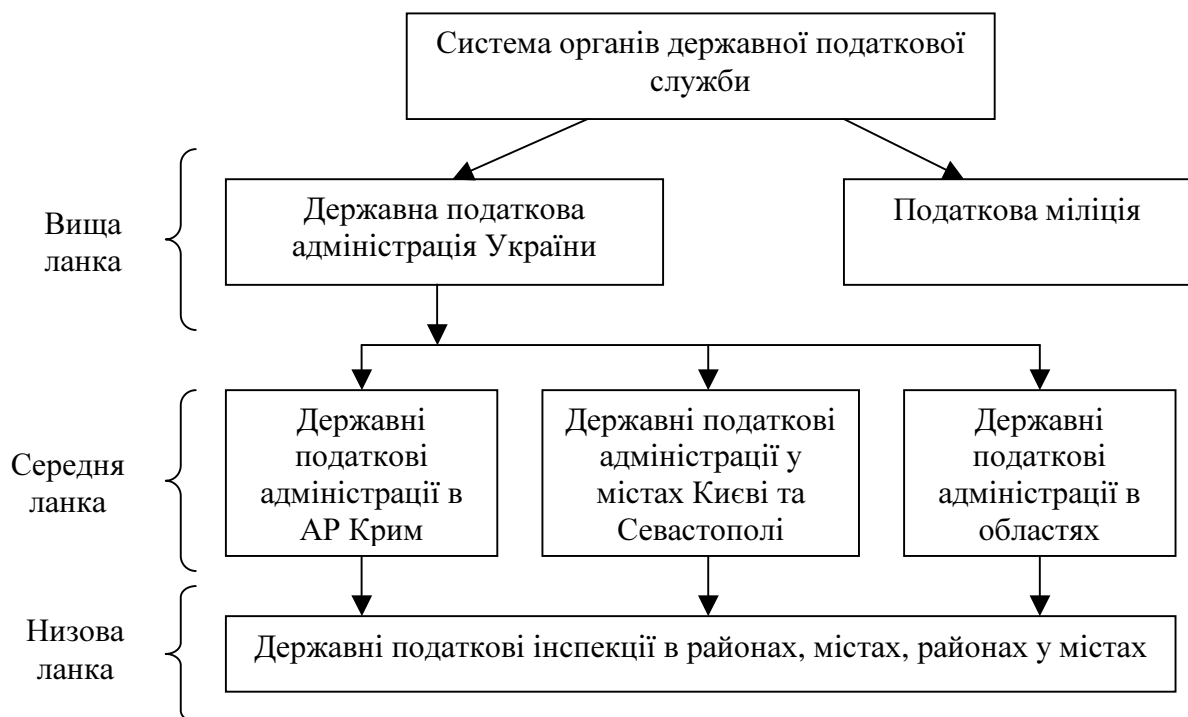 Система органів державної податкової
служби
Вища
ланка
Державна податкова
адміністрація України
Податкова міліція
Середня
ланка
Державні
податкові
адміністрації в
АР Крим
Державні податкові
адміністрації у
містах Києві та
Севастополі
Державні
податкові
адміністрації в
областях
Низова
ланка
Державні податкові інспекції в районах, містах, районах у містах